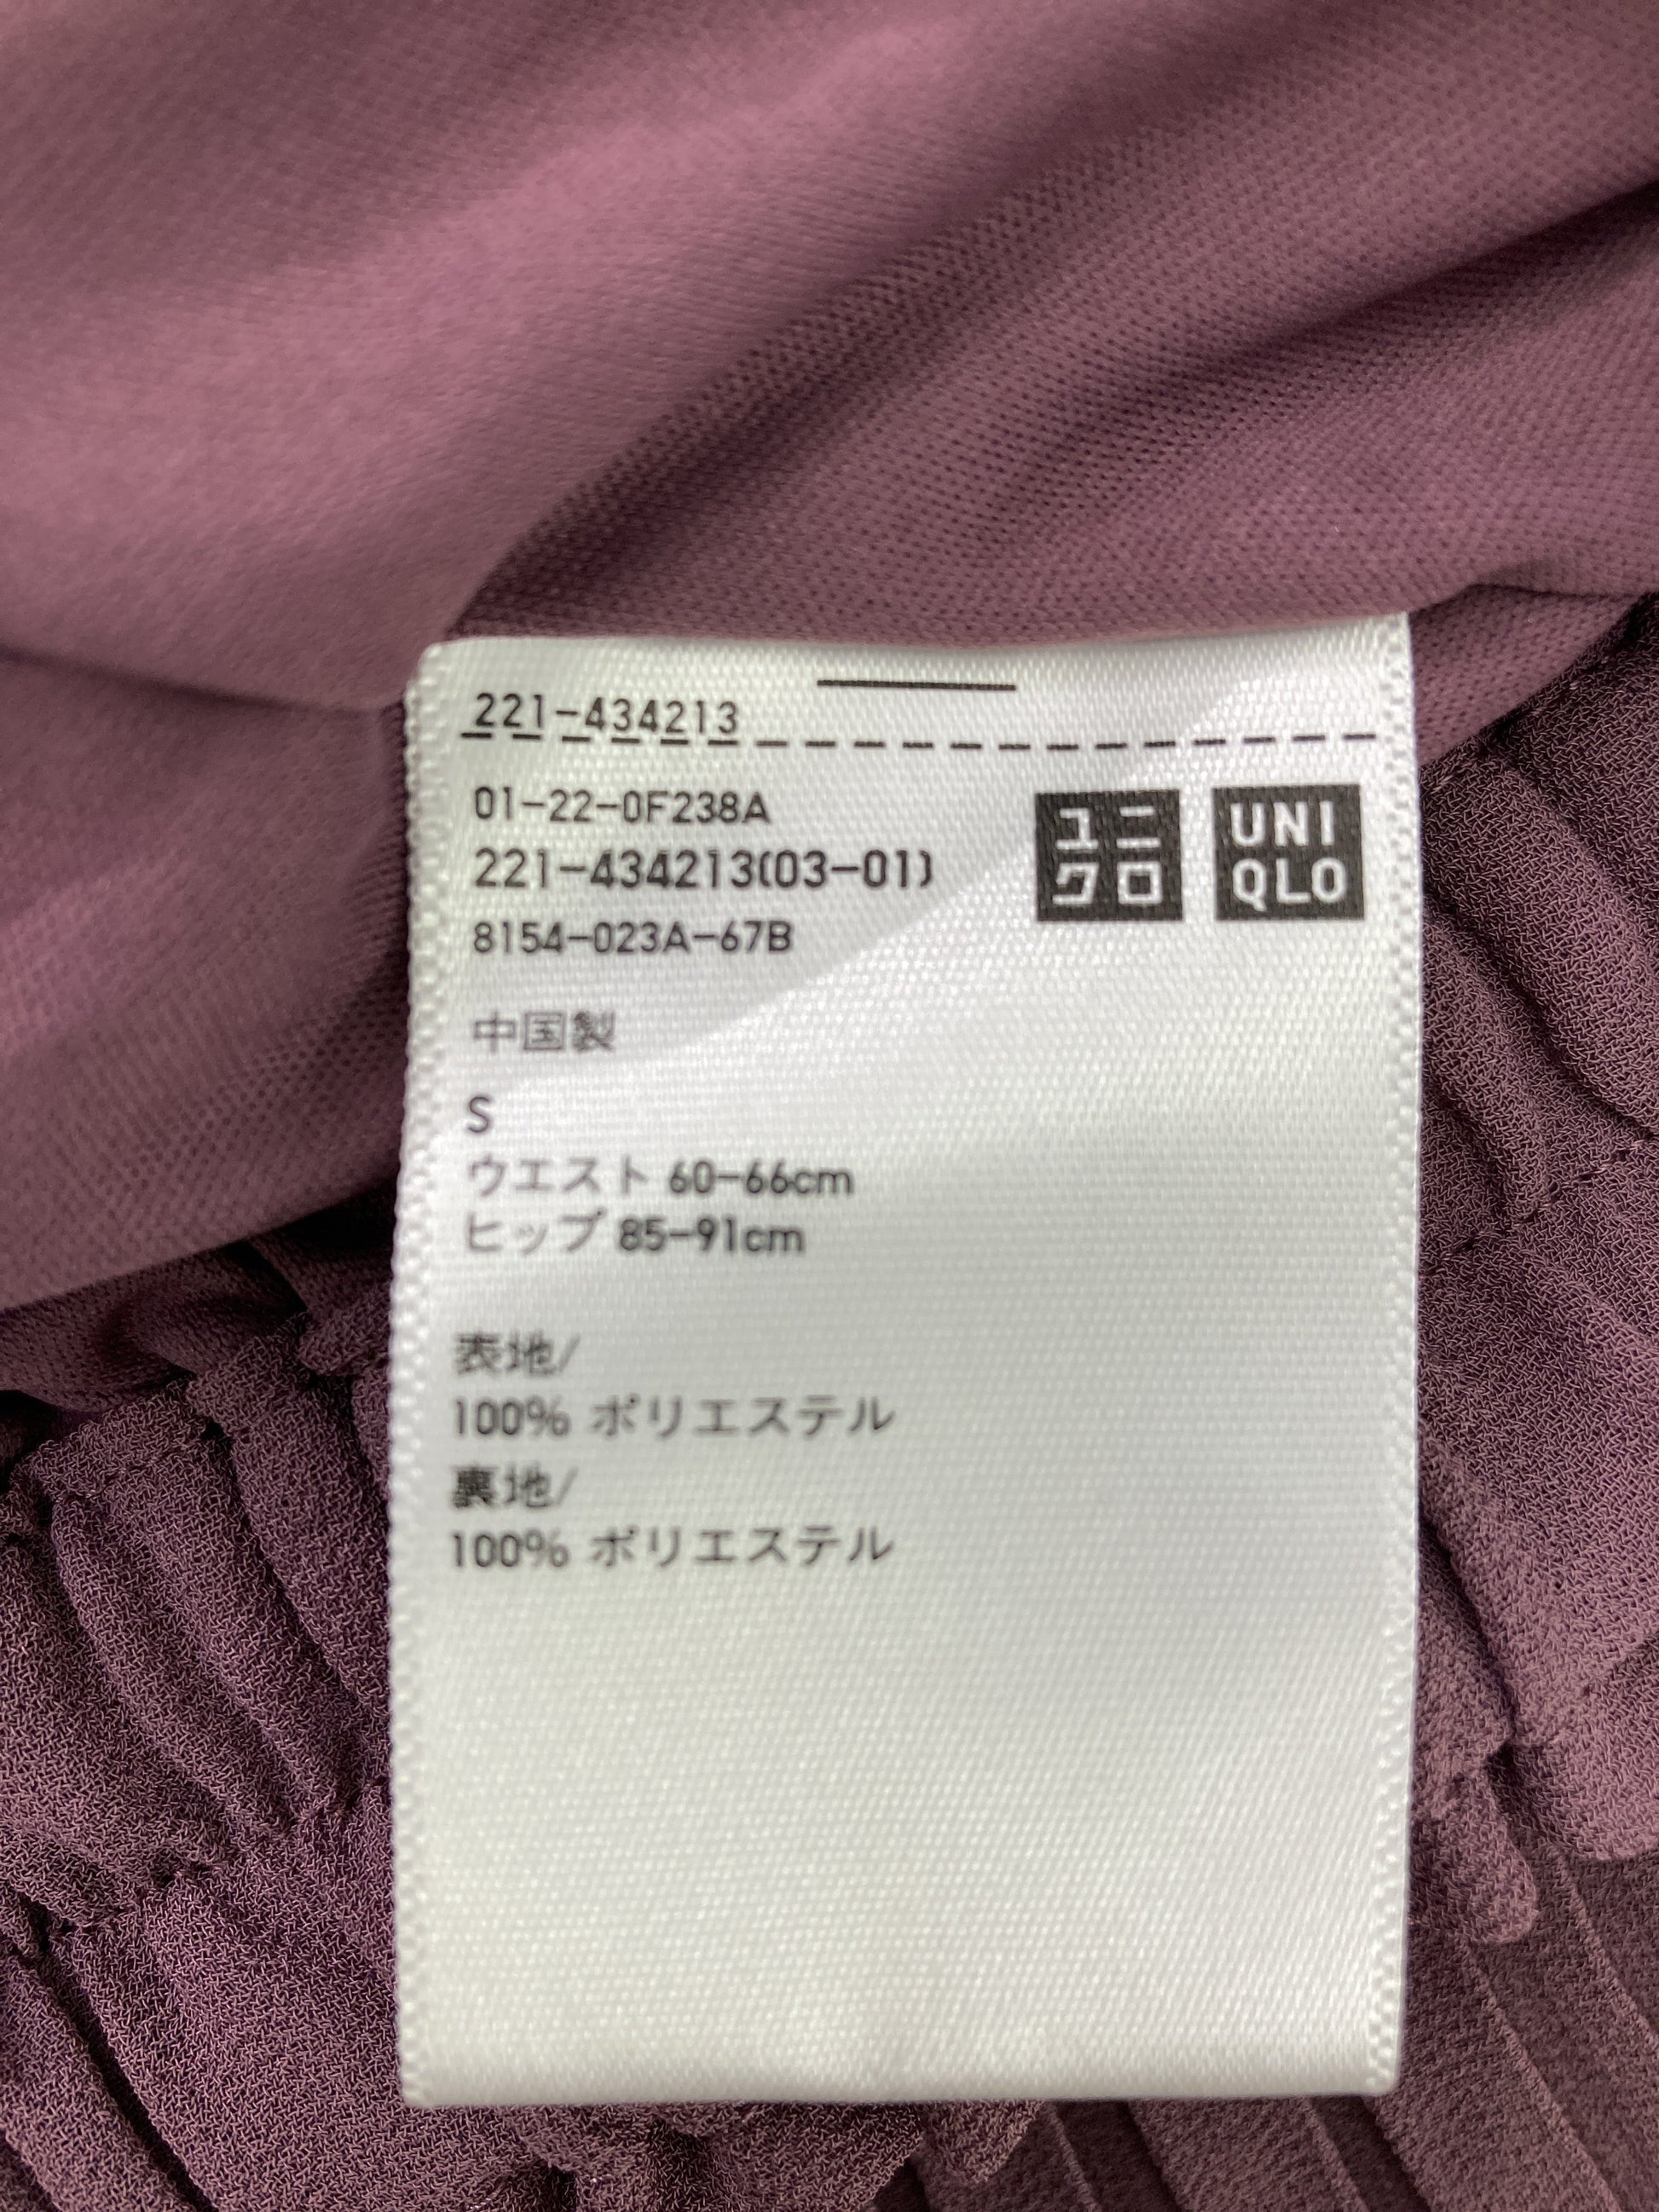 221-434213
01-22-0F238A
221-434213(03-01)
8154-023A-67B
ユニ
クロ
UNI
QLO
中国製
S
ウエスト 60-66cm
ヒップ 85-91cm
表地/
100% ポリエステル
裏地/
100% ポリエステル